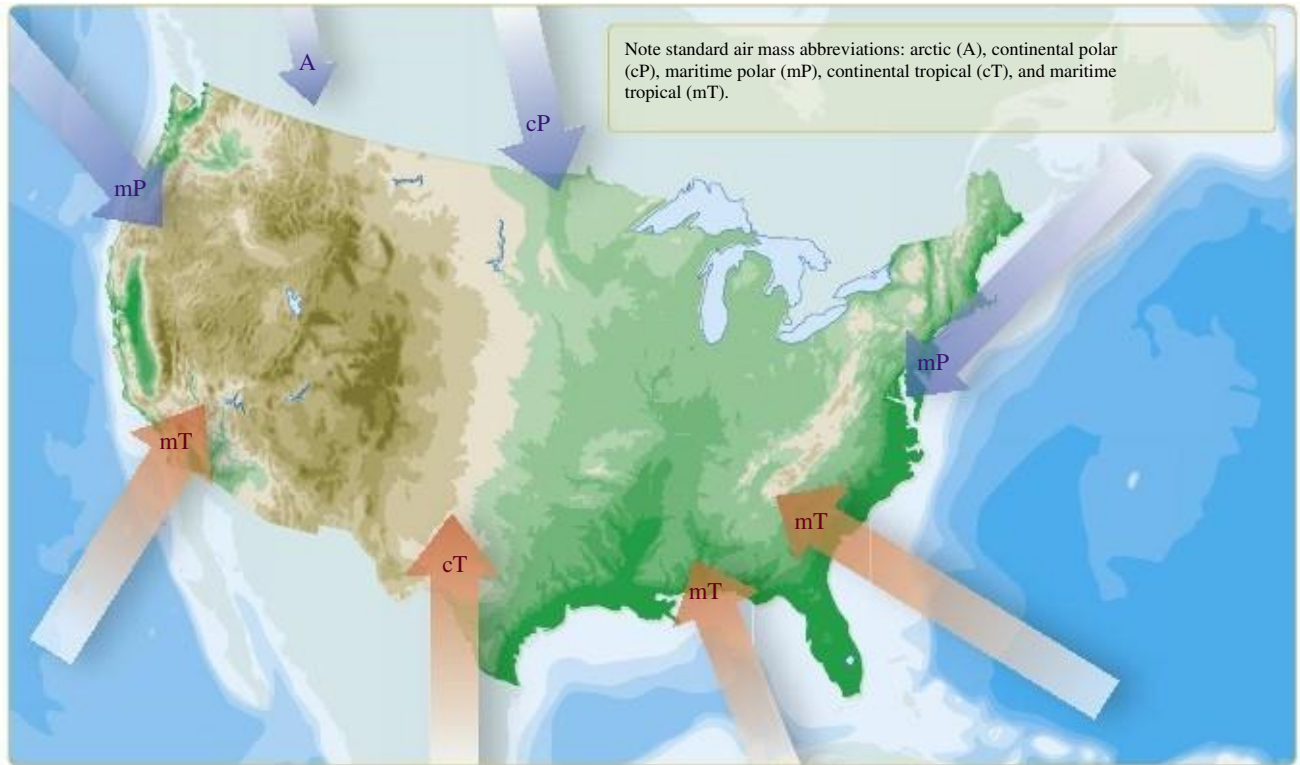 Note standard air mass abbreviations: arctic (A), continental polar
(cP), maritime polar (mP), continental tropical (cT), and maritime
tropical (mT).
A
cP
mP
mP
mT
mT
cT
mT